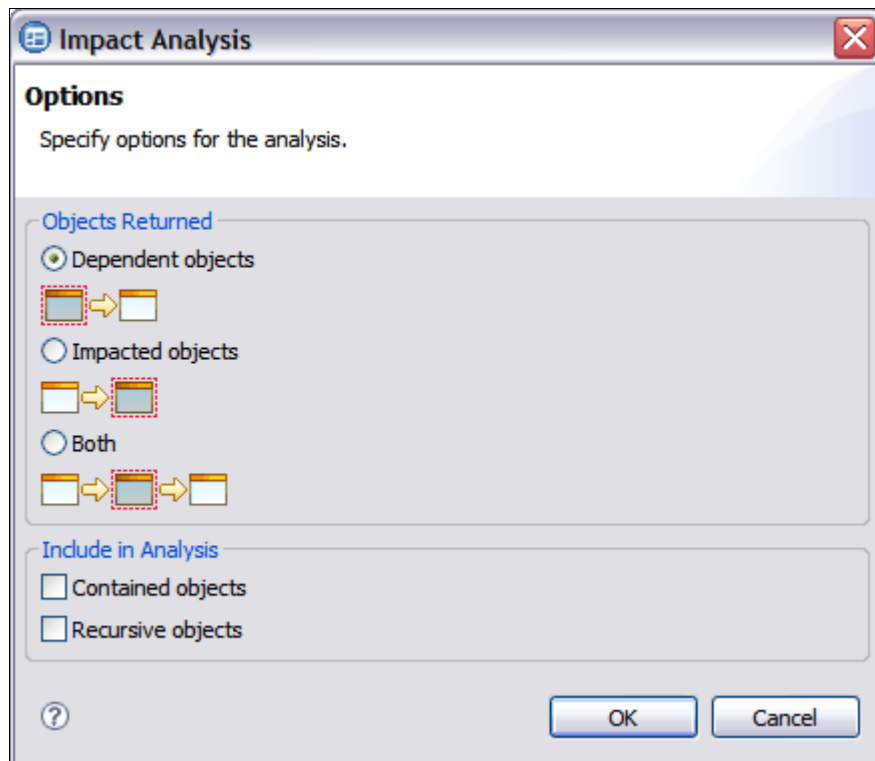 Impact Analysis
Options
Specify options for the analysis.
Objects Returned
Dependent objects
Impacted objects
Both
Include in Analysis
Contained objects
Recursive objects
?
OK
Cancel